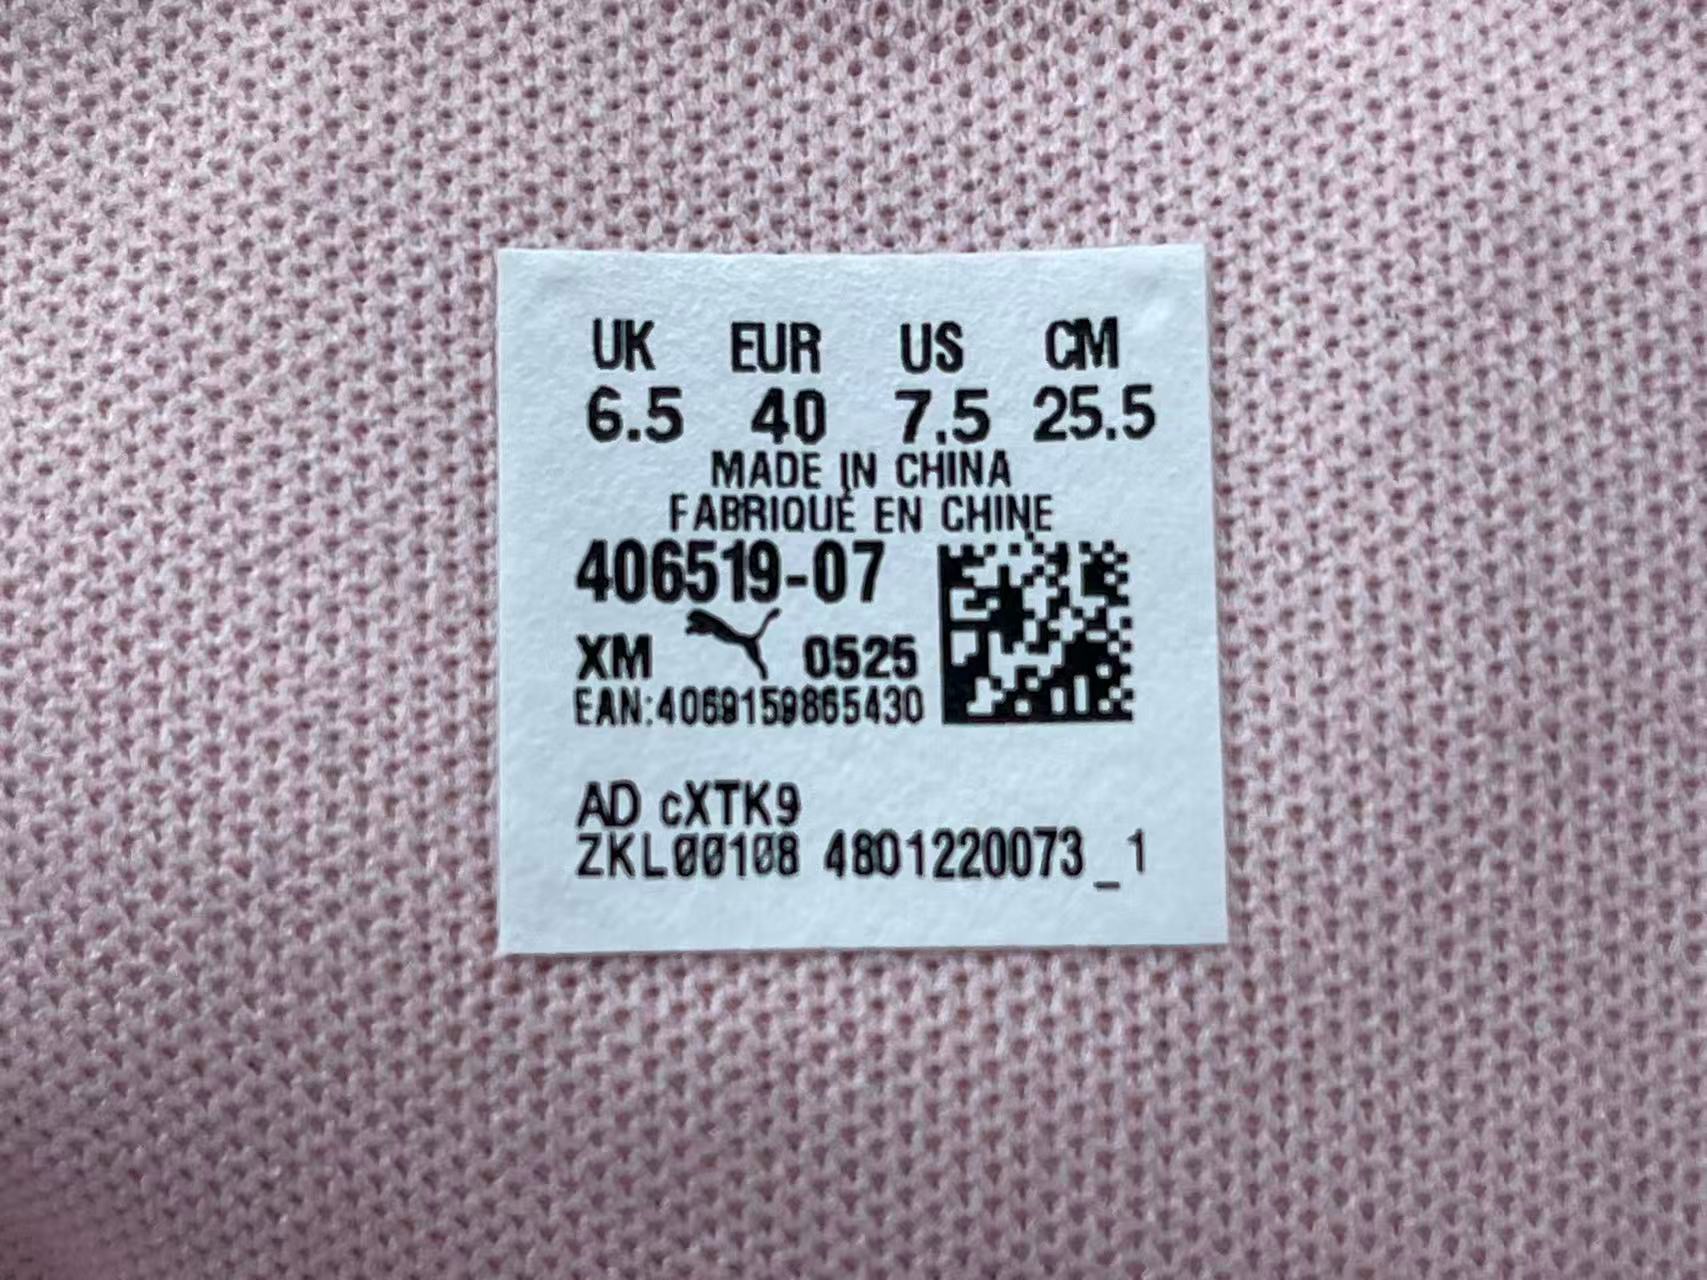 UK EUR US CM
6.5 40 7.5 25.5
MADE IN CHINA
FABRIQUÉ EN CHINE
406519-07
XM 0525
EAN:4069159865430
AD cXTK9
ZKL00108 4801220073_1